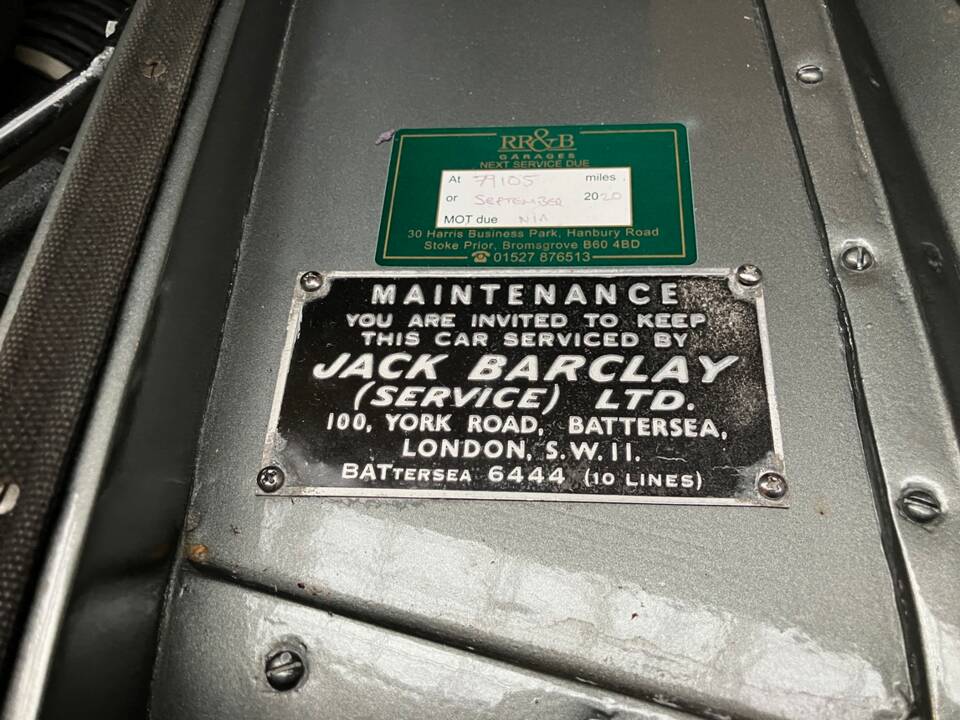 RR&B
GARAGES
NEXT SERVICE DUE
At 79105 miles
or SEPTEMBER 2020
MOT due N/A
30 Harris Business Park, Hanbury Road
Stoke Prior, Bromsgrove B60 4BD
☎ 01527 876513
MAINTENANCE
YOU ARE INVITED TO KEEP
THIS CAR SERVICED BY
JACK BARCLAY
(SERVICE) LTD.
100, YORK ROAD, BATTERSEA,
LONDON, S.W.11.
BATTERSEA 6444 (10 LINES)